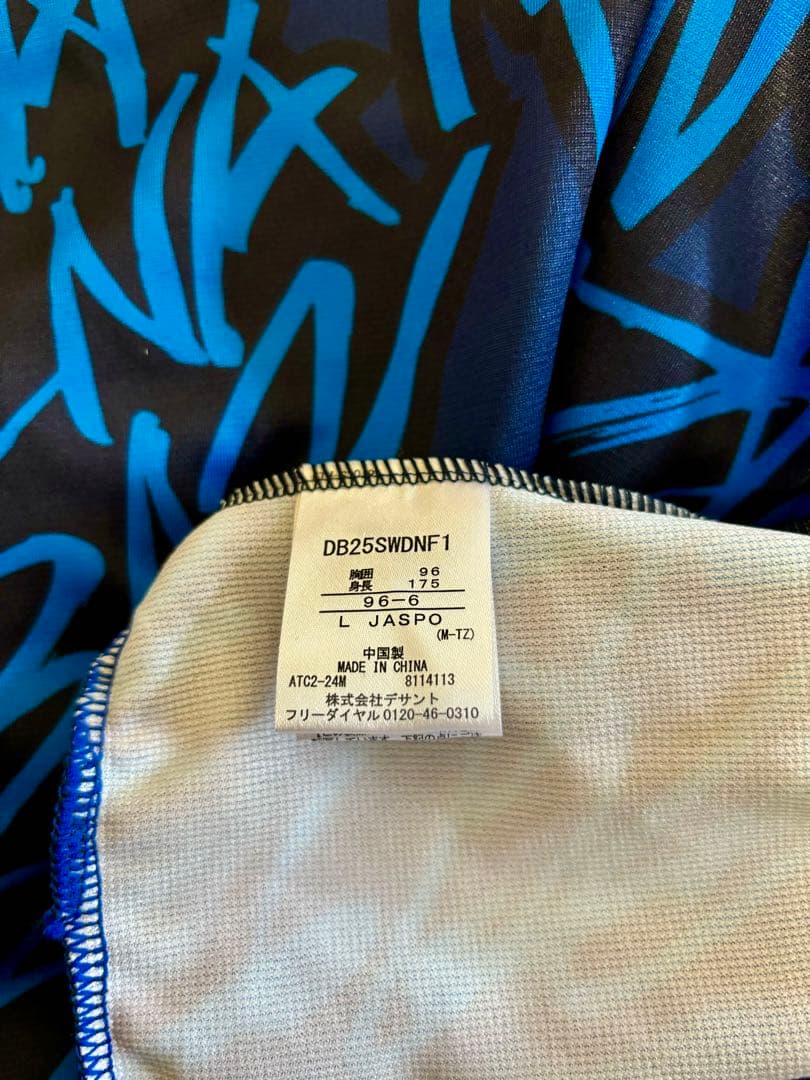 DB25SWDNF1
胸囲 96
身長 175
96-6
L JASPO
(M-TZ)
中国製
MADE IN CHINA
ATC2-24M 8114113
株式会社デサント
フリーダイヤル 0120-46-0310